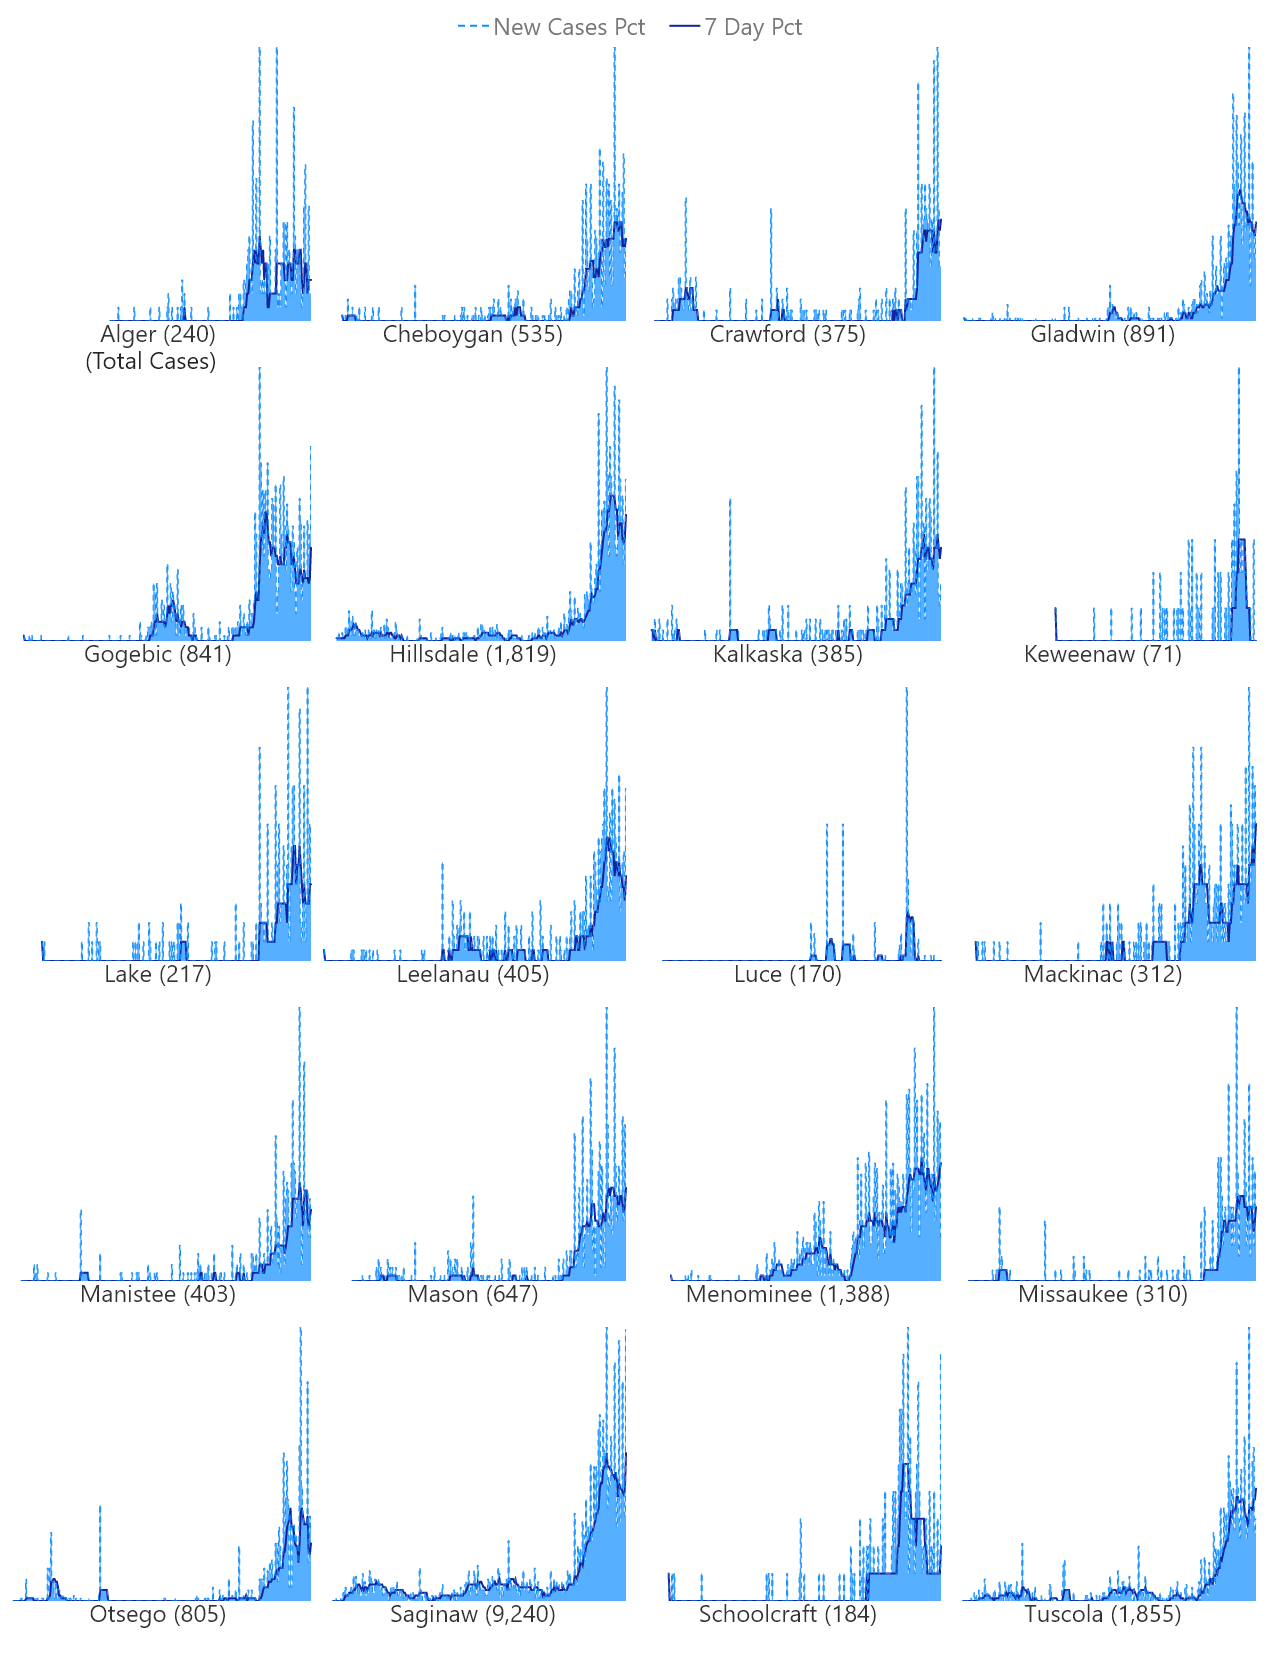 New Cases Pct 7 Day Pct
Alger (240) Cheboygan (535) Crawford (375) Gladwin (891)
(Total Cases)
Gogebic (841) Hillsdale (1,819) Kalkaska (385) Keweenaw (71)
Lake (217) Leelanau (405) Luce (170) Mackinac (312)
Manistee (403) Mason (647) Menominee (1,388) Missaukee (310)
Otsego (805) Saginaw (9,240) Schoolcraft (184) Tuscola (1,855)